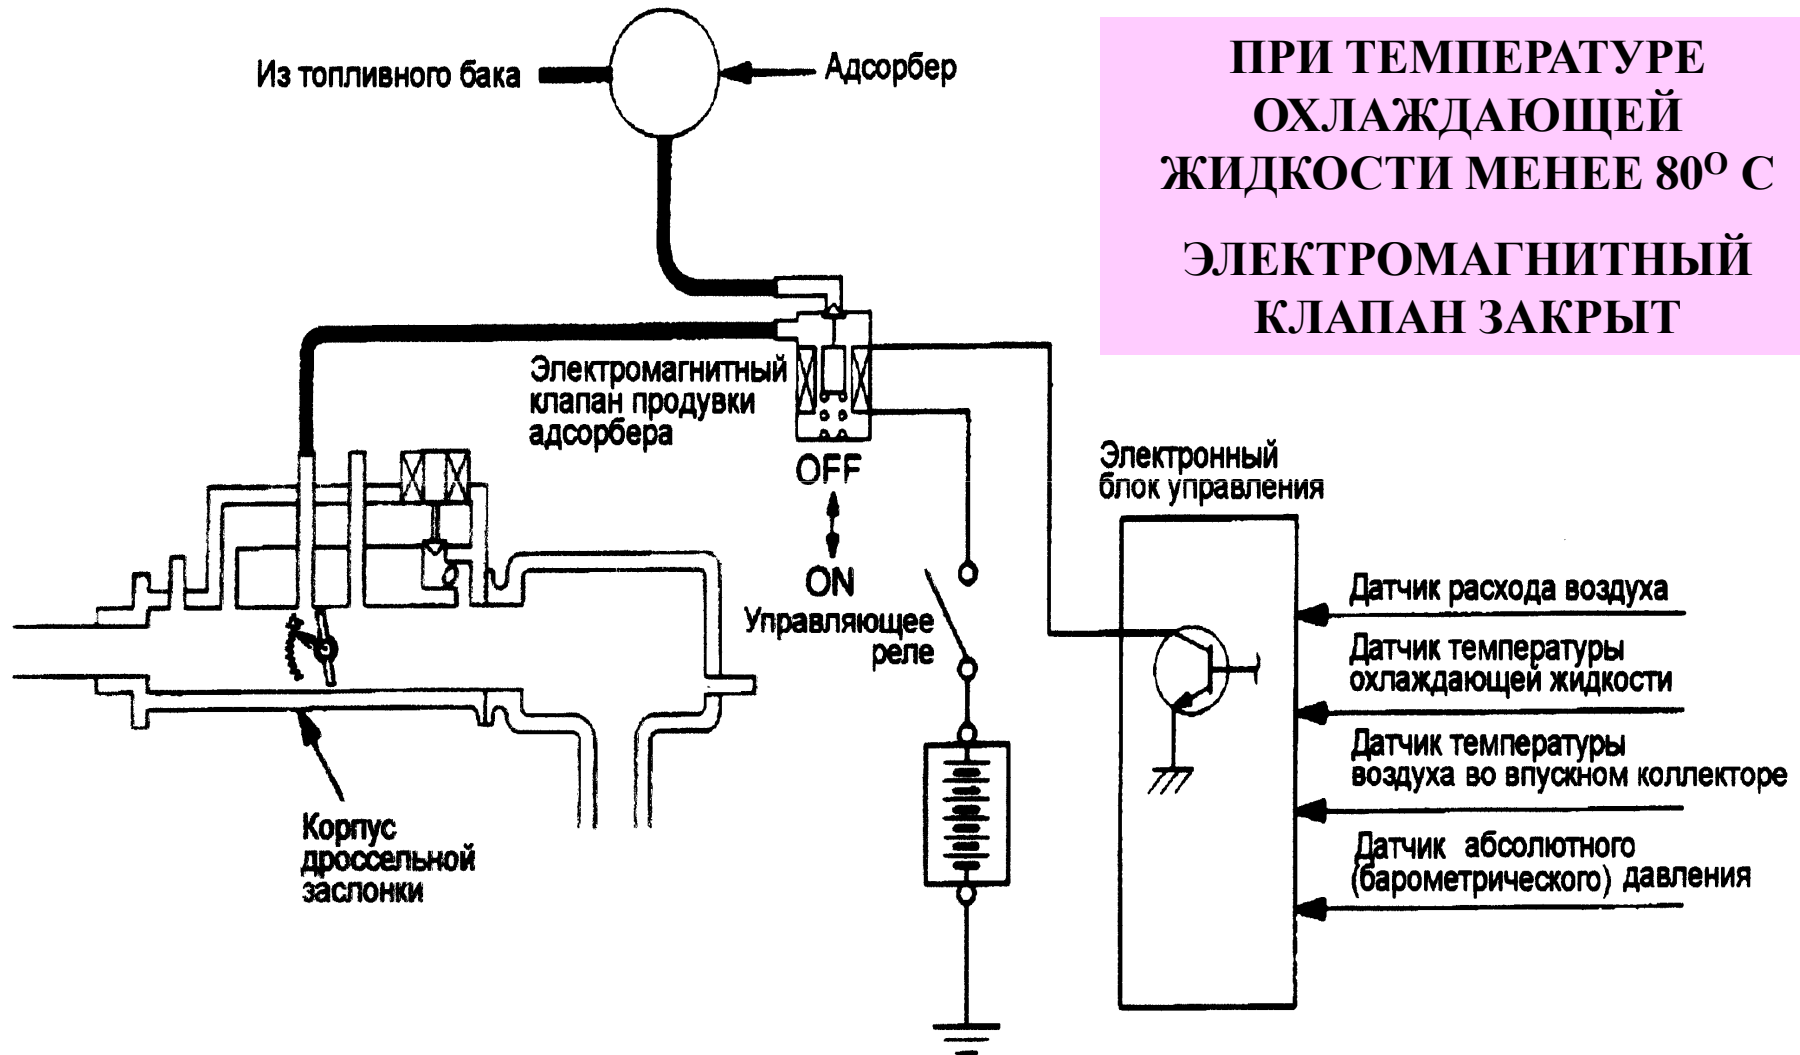 Из топливного бака
Адсорбер
ПРИ ТЕМПЕРАТУРЕ
ОХЛАЖДАЮЩЕЙ
ЖИДКОСТИ МЕНЕЕ 80О С
ЭЛЕКТРОМАГНИТНЫЙ
КЛАПАН ЗАКРЫТ
Электромагнитный
клапан продувки
адсорбера
OFF
ON
Управляющее
реле
Электронный
блок управления
Датчик расхода воздуха
Датчик температуры
охлаждающей жидкости
Датчик температуры
воздуха во впускном коллекторе
Датчик абсолютного
(барометрического) давления
Корпус
дроссельной
заслонки